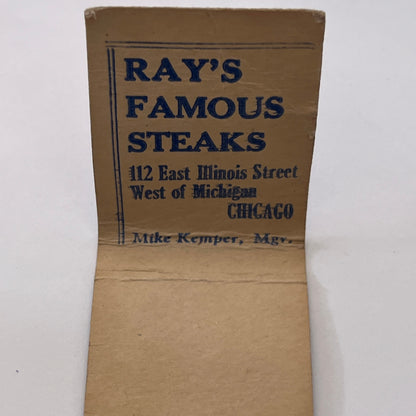 RAY'S
FAMOUS
STEAKS
112 East Illinois Street
West of Michigan
CHICAGO
Mike Kemper, Mgr.